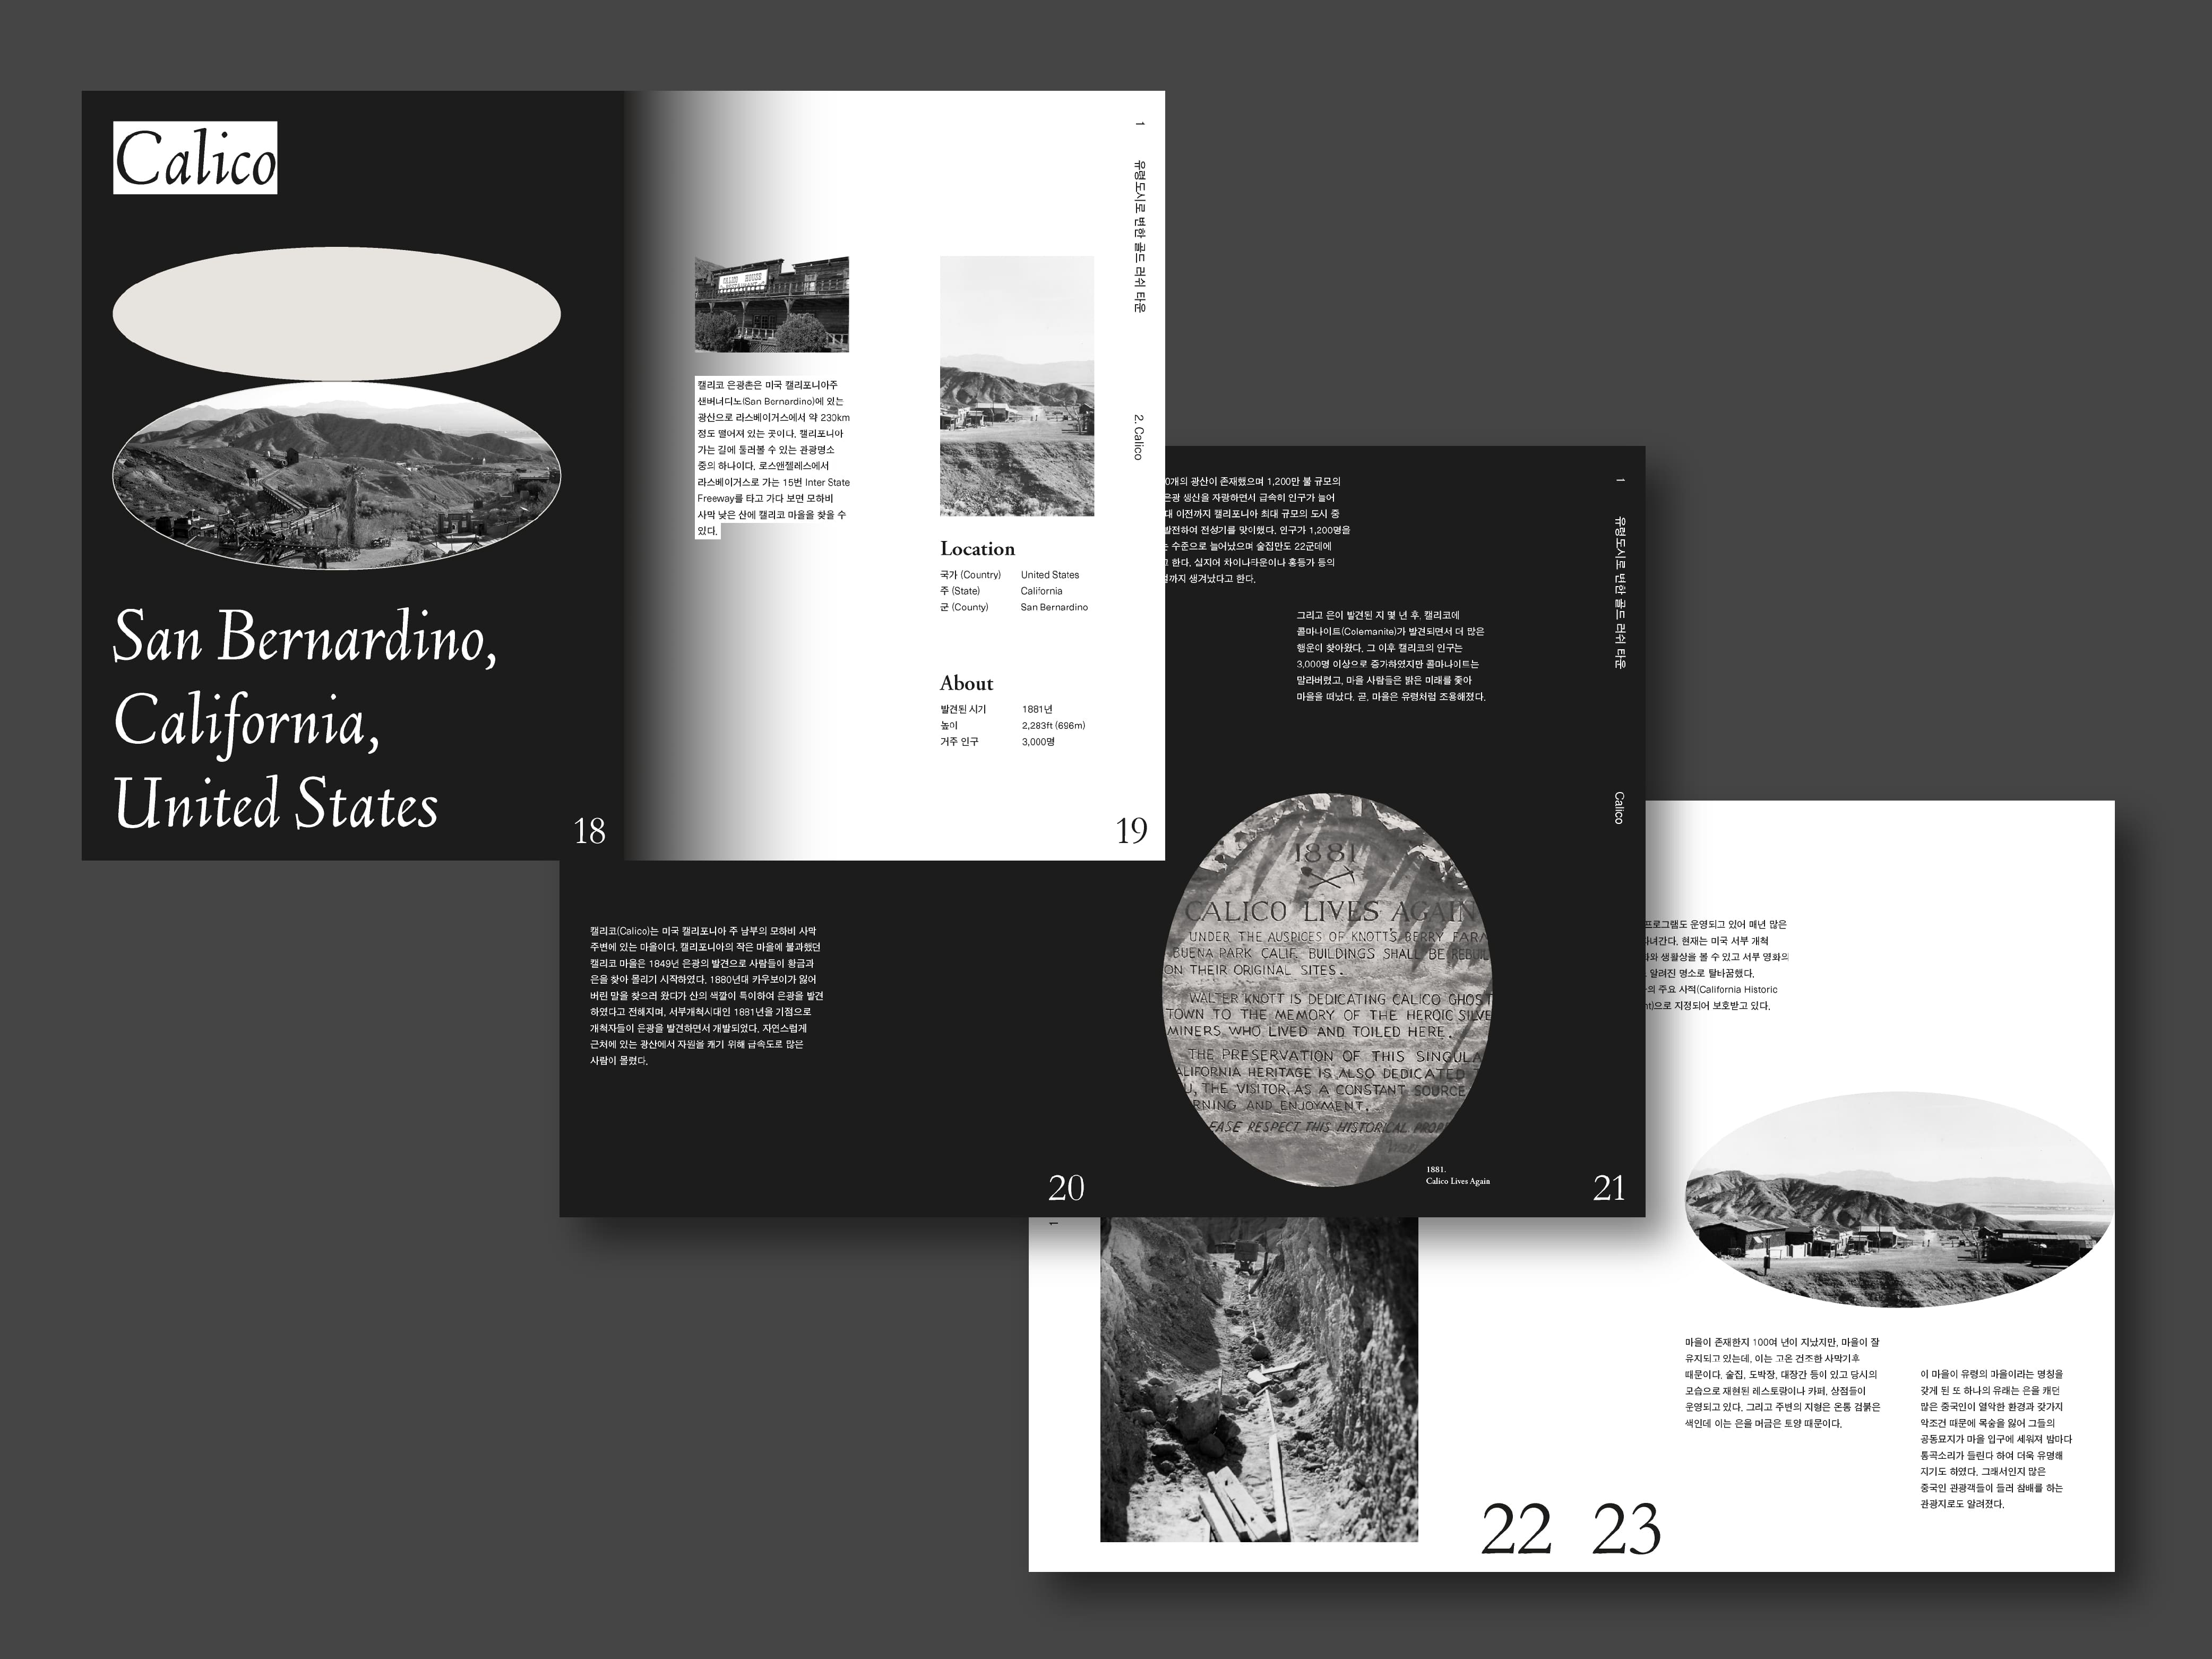 Calico
San Bernardino,
California,
United States
18
CALICO HOUSE
캘리코 은광촌은 미국 캘리포니아주
샌버너디노(San Bernardino)에 있는
광산으로 라스베이거스에서 약 230km
정도 떨어져 있는 곳이다. 캘리포니아
가는 길에 둘러볼 수 있는 관광명소
중의 하나이다. 로스앤젤레스에서
라스베이거스로 가는 15번 Inter State
Freeway를 타고 가다 보면 모하비
사막 낮은 산에 캘리코 마을을 찾을 수
있다.
Location
국가 (Country) United States
주 (State) California
군 (County) San Bernardino
About
발견된 시기 1881년
높이 2,283ft (696m)
거주 인구 3,000명
1 유령도시로 변한 골드 러쉬 타운 2. Calico
19
캘리코(Calico)는 미국 캘리포니아 주 남부의 모하비 사막
주변에 있는 마을이다. 캘리포니아의 작은 마을에 불과했던
캘리코 마을은 1849년 은광의 발견으로 사람들이 황금과
은을 찾아 몰리기 시작하였다. 1880년대 카우보이가 잃어
버린 말을 찾으러 왔다가 산의 색깔이 특이하여 은광을 발견
하였다고 전해지며, 서부개척시대인 1881년을 기점으로
개척자들이 은광을 발견하면서 개발되었다. 자연스럽게
근처에 있는 광산에서 자원을 캐기 위해 급속도로 많은
사람이 몰렸다.
20
0개의 광산이 존재했으며 1,200만 불 규모의
은광 생산을 자랑하면서 급속히 인구가 늘어
대 이전까지 캘리포니아 최대 규모의 도시 중
발전하여 전성기를 맞이했다. 인구가 1,200명을
는 수준으로 늘어났으며 술집만도 22군데에
고 한다. 심지어 차이나타운이나 홍등가 등의
까지 생겨났다고 한다.
그리고 은이 발견된 지 몇 년 후, 캘리코에
콜마나이트(Colemanite)가 발견되면서 더 많은
행운이 찾아왔다. 그 이후 캘리코의 인구는
3,000명 이상으로 증가하였지만 콜마나이트는
말라버렸고, 마을 사람들은 밝은 미래를 좇아
마을을 떠났다. 곧, 마을은 유령처럼 조용해졌다.
1881
CALICO LIVES AGAIN
UNDER THE AUSPICES OF KNOTT'S BERRY FARM
BUENA PARK CALIF. BUILDINGS SHALL BE REBUIL
ON THEIR ORIGINAL SITES.
WALTER KNOTT IS DEDICATING CALICO GHOST
TOWN TO THE MEMORY OF THE HEROIC SILVE
MINERS WHO LIVED AND TOILED HERE.
THE PRESERVATION OF THIS SINGULA
ALIFORNIA HERITAGE IS ALSO DEDICATED T
U, THE VISITOR, AS A CONSTANT SOURCE
RNING AND ENJOYMENT.
EASE RESPECT THIS HISTORICAL PROP
1881.
Calico Lives Again
1 유령도시로 변한 골드 러쉬 타운 Calico
21
1
22
프로그램도 운영되고 있어 매년 많은
다녀간다. 현재는 미국 서부 개척
와 생활상을 볼 수 있고 서부 영화의
알려진 명소로 탈바꿈했다.
의 주요 사적(California Historic
nt)으로 지정되어 보호받고 있다.
마을이 존재한지 100여 년이 지났지만, 마을이 잘
유지되고 있는데, 이는 고온 건조한 사막기후
때문이다. 술집, 도박장, 대장간 등이 있고 당시의
모습으로 재현된 레스토랑이나 카페, 상점들이
운영되고 있다. 그리고 주변의 지형은 온통 검붉은
색인데 이는 은을 머금은 토양 때문이다.
이 마을이 유령의 마을이라는 명칭을
갖게 된 또 하나의 유래는 은을 캐던
많은 중국인이 열악한 환경과 갖가지
악조건 때문에 목숨을 잃어 그들의
공동묘지가 마을 입구에 세워져 밤마다
통곡소리가 들린다 하여 더욱 유명해
지기도 하였다. 그래서인지 많은
중국인 관광객들이 들러 참배를 하는
관광지로도 알려졌다.
23